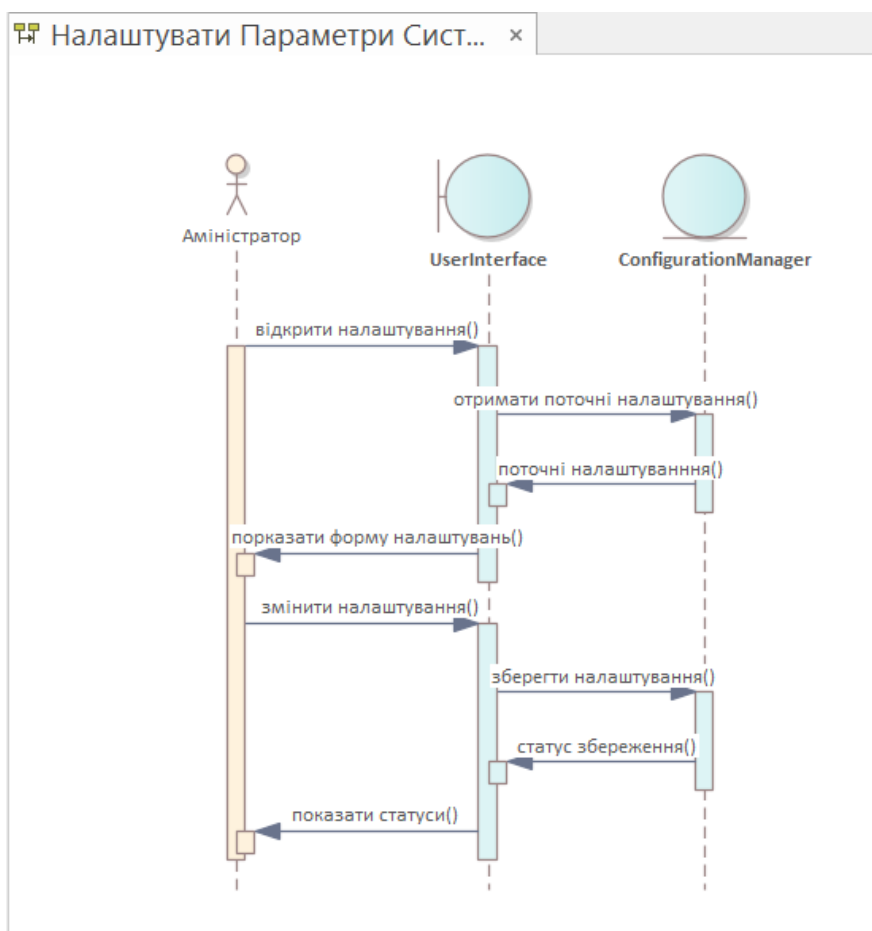 Налаштувати Параметри Сист...
Аміністратор
UserInterface
ConfigurationManager
відкрити налаштування()
отримати поточні налаштування()
поточні налаштуванння()
порказати форму налаштувань()
змінити налаштування()
зберегти налаштування()
статус збереження()
показати статуси()